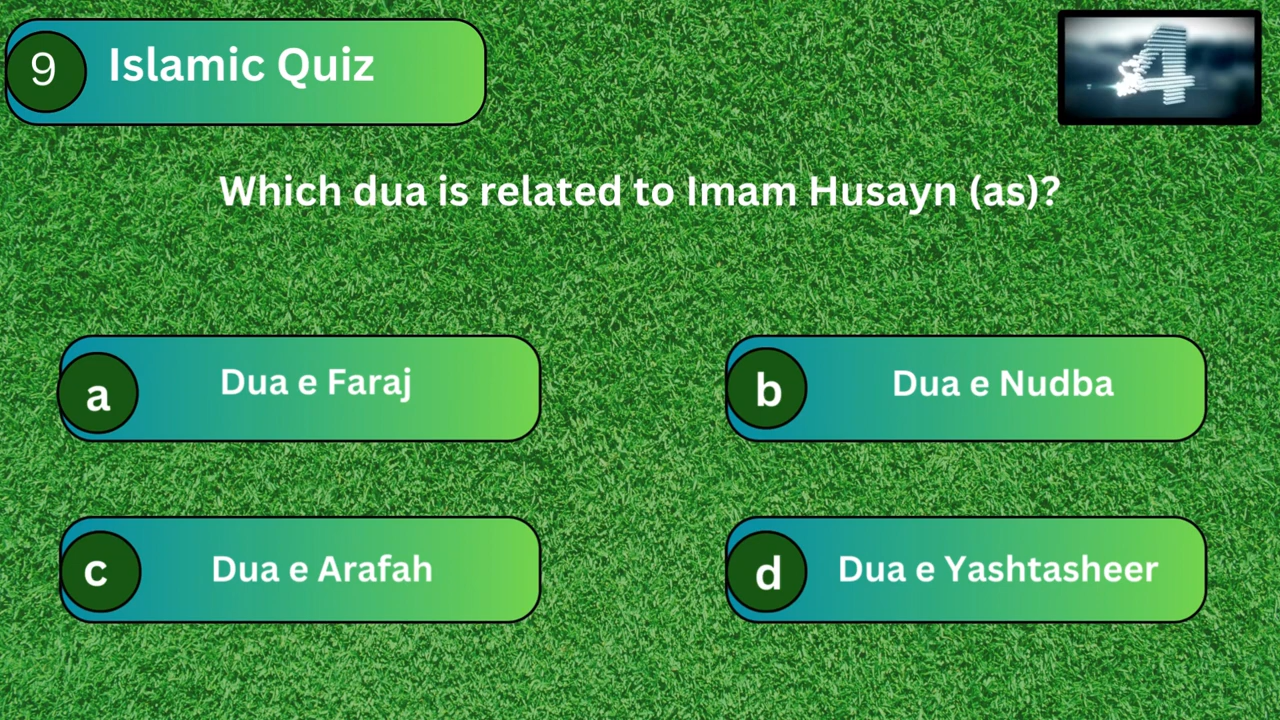 9
Islamic Quiz
4
Which dua is related to Imam Husayn (as)?
a
Dua e Faraj
b
Dua e Nudba
c
Dua e Arafah
d
Dua e Yashtasheer